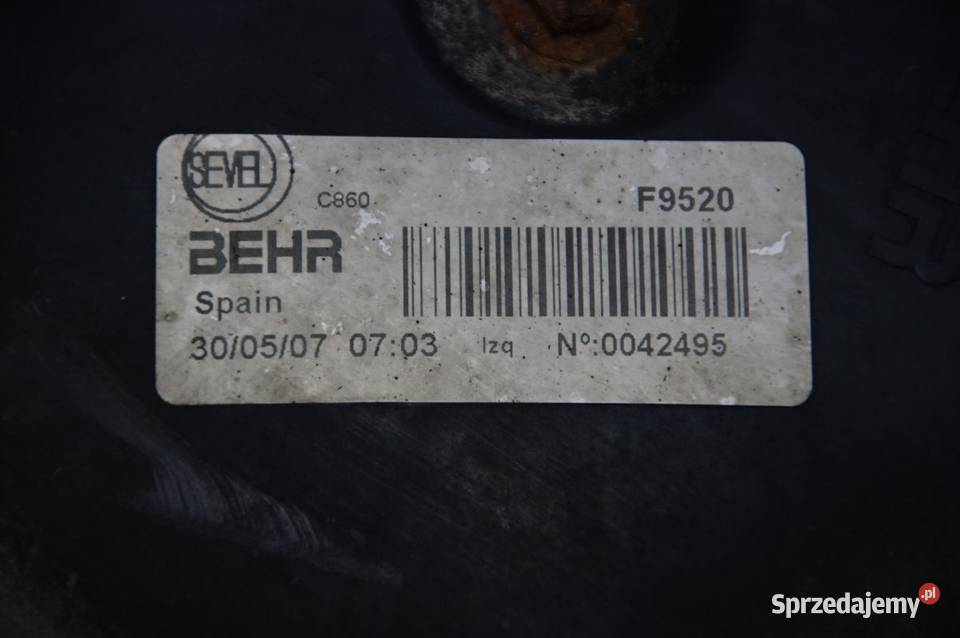 SEVEL
C860 F9520
BEHR
Spain
30/05/07 07:03 Izq Nº:0042495
Sprzedajemy.pl